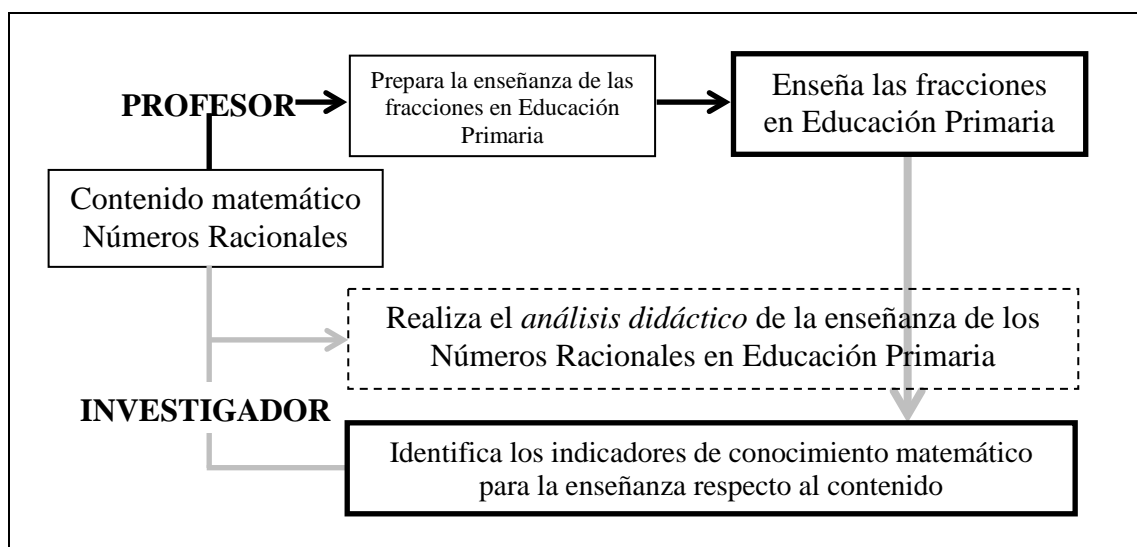 PROFESOR
Prepara la enseñanza de las
fracciones en Educación
Primaria
Enseña las fracciones
en Educación Primaria
Contenido matemático
Números Racionales
Realiza el análisis didáctico de la enseñanza de los
Números Racionales en Educación Primaria
INVESTIGADOR
Identifica los indicadores de conocimiento matemático
para la enseñanza respecto al contenido